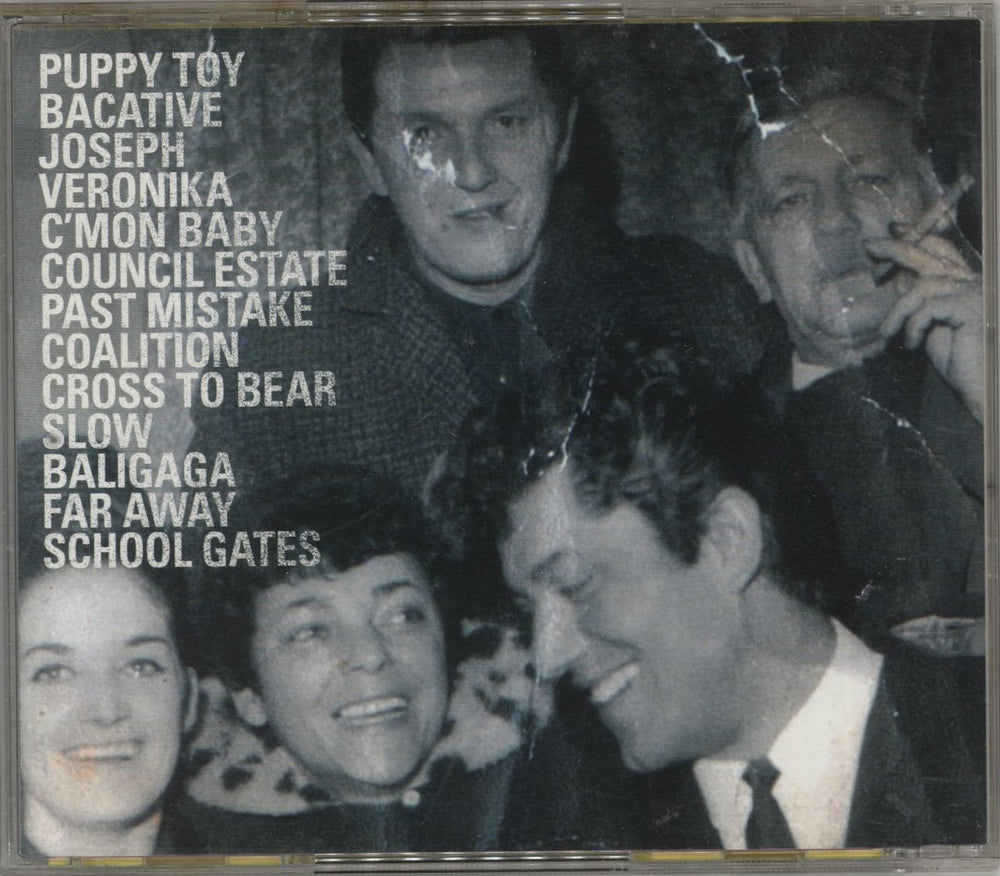 PUPPY TOY
BACATIVE
JOSEPH
VERONIKA
C'MON BABY
COUNCIL ESTATE
PAST MISTAKE
COALITION
CROSS TO BEAR
SLOW
BALIGAGA
FAR AWAY
SCHOOL GATES